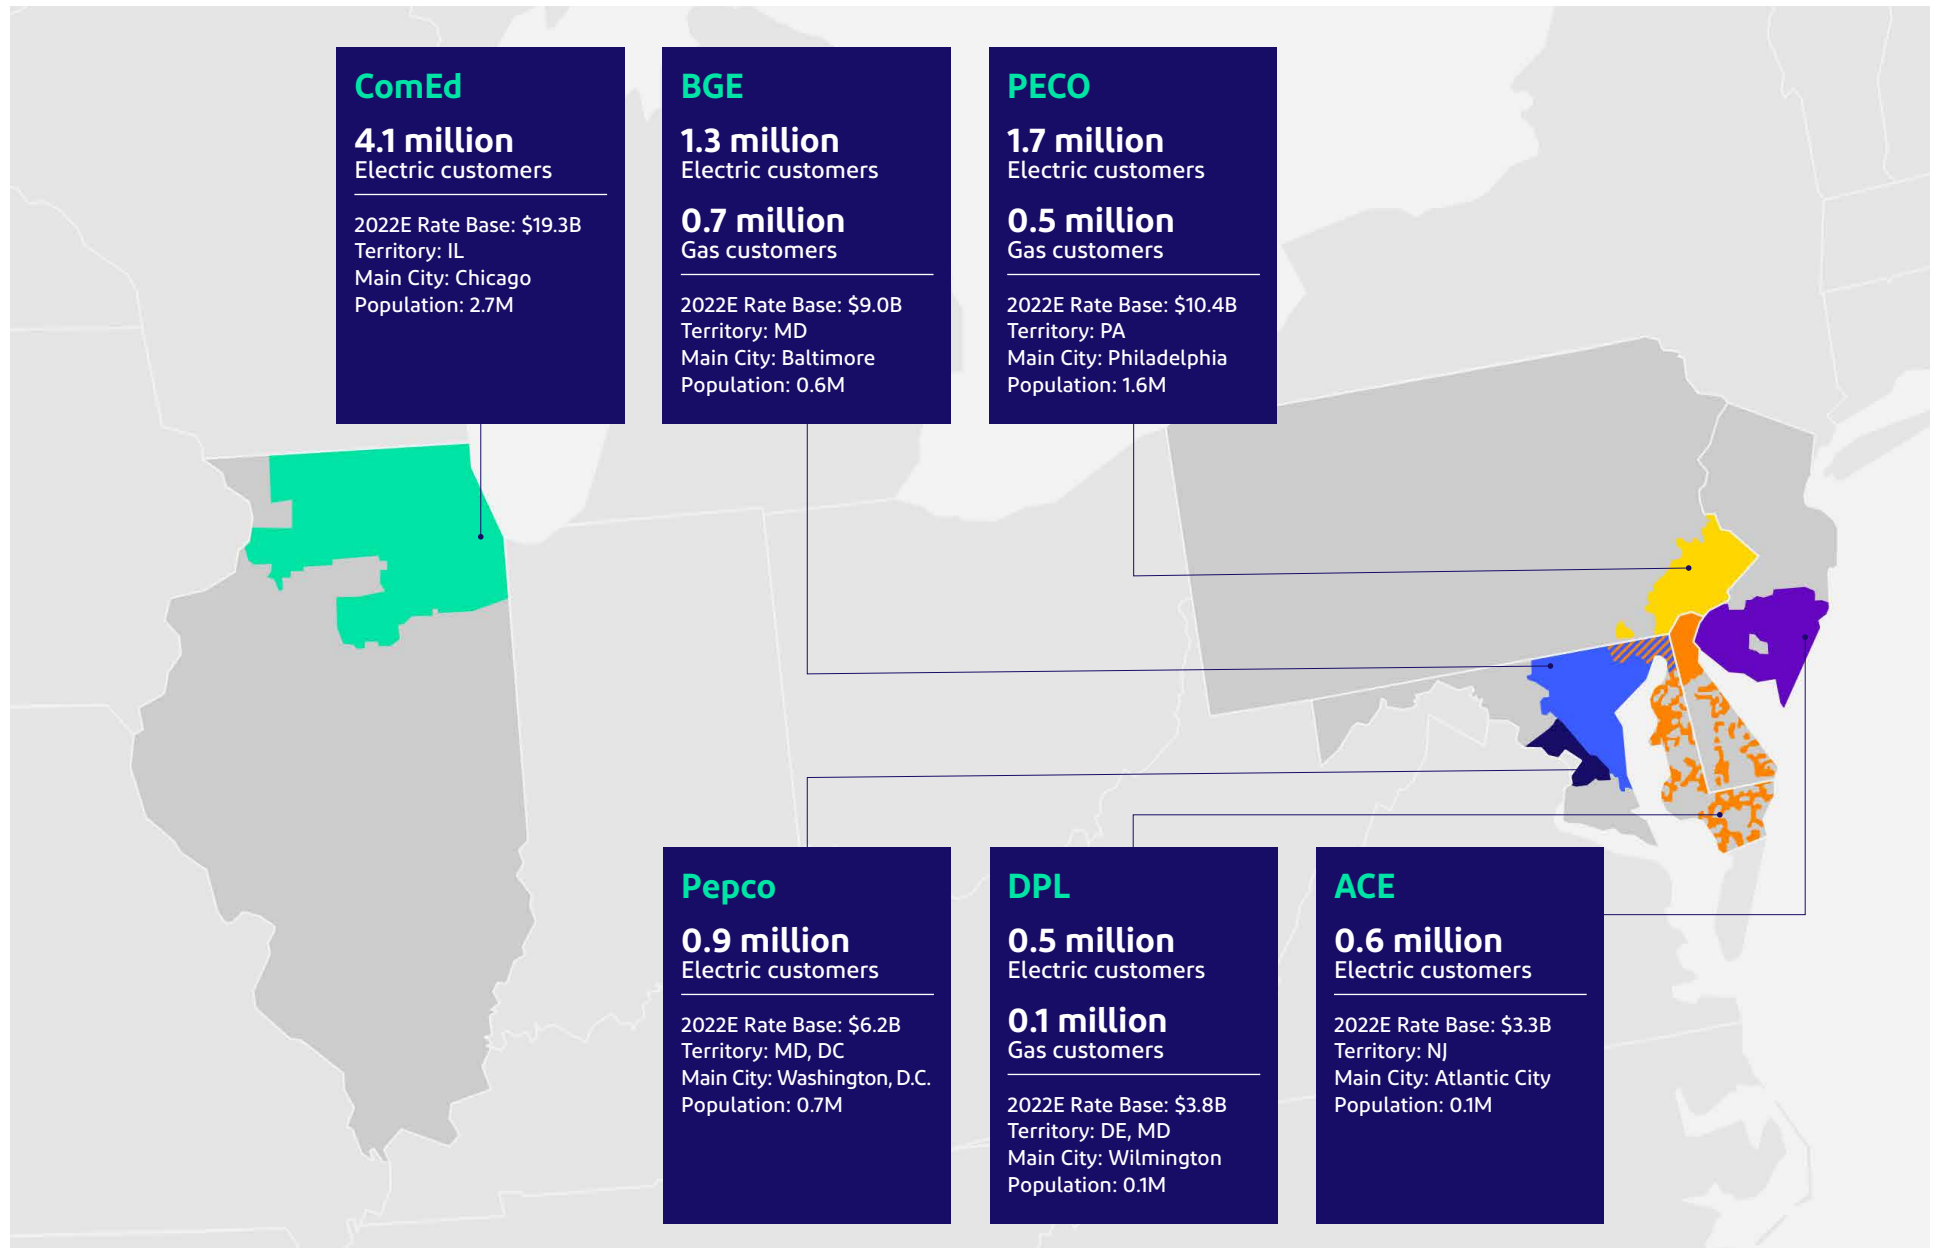 ComEd
4.1 million
Electric customers
2022E Rate Base: $19.3B
Territory: IL
Main City: Chicago
Population: 2.7M
BGE
1.3 million
Electric customers
0.7 million
Gas customers
2022E Rate Base: $9.0B
Territory: MD
Main City: Baltimore
Population: 0.6M
PECO
1.7 million
Electric customers
0.5 million
Gas customers
2022E Rate Base: $10.4B
Territory: PA
Main City: Philadelphia
Population: 1.6M
Pepco
0.9 million
Electric customers
2022E Rate Base: $6.2B
Territory: MD, DC
Main City: Washington, D.C.
Population: 0.7M
DPL
0.5 million
Electric customers
0.1 million
Gas customers
2022E Rate Base: $3.8B
Territory: DE, MD
Main City: Wilmington
Population: 0.1M
ACE
0.6 million
Electric customers
2022E Rate Base: $3.3B
Territory: NJ
Main City: Atlantic City
Population: 0.1M